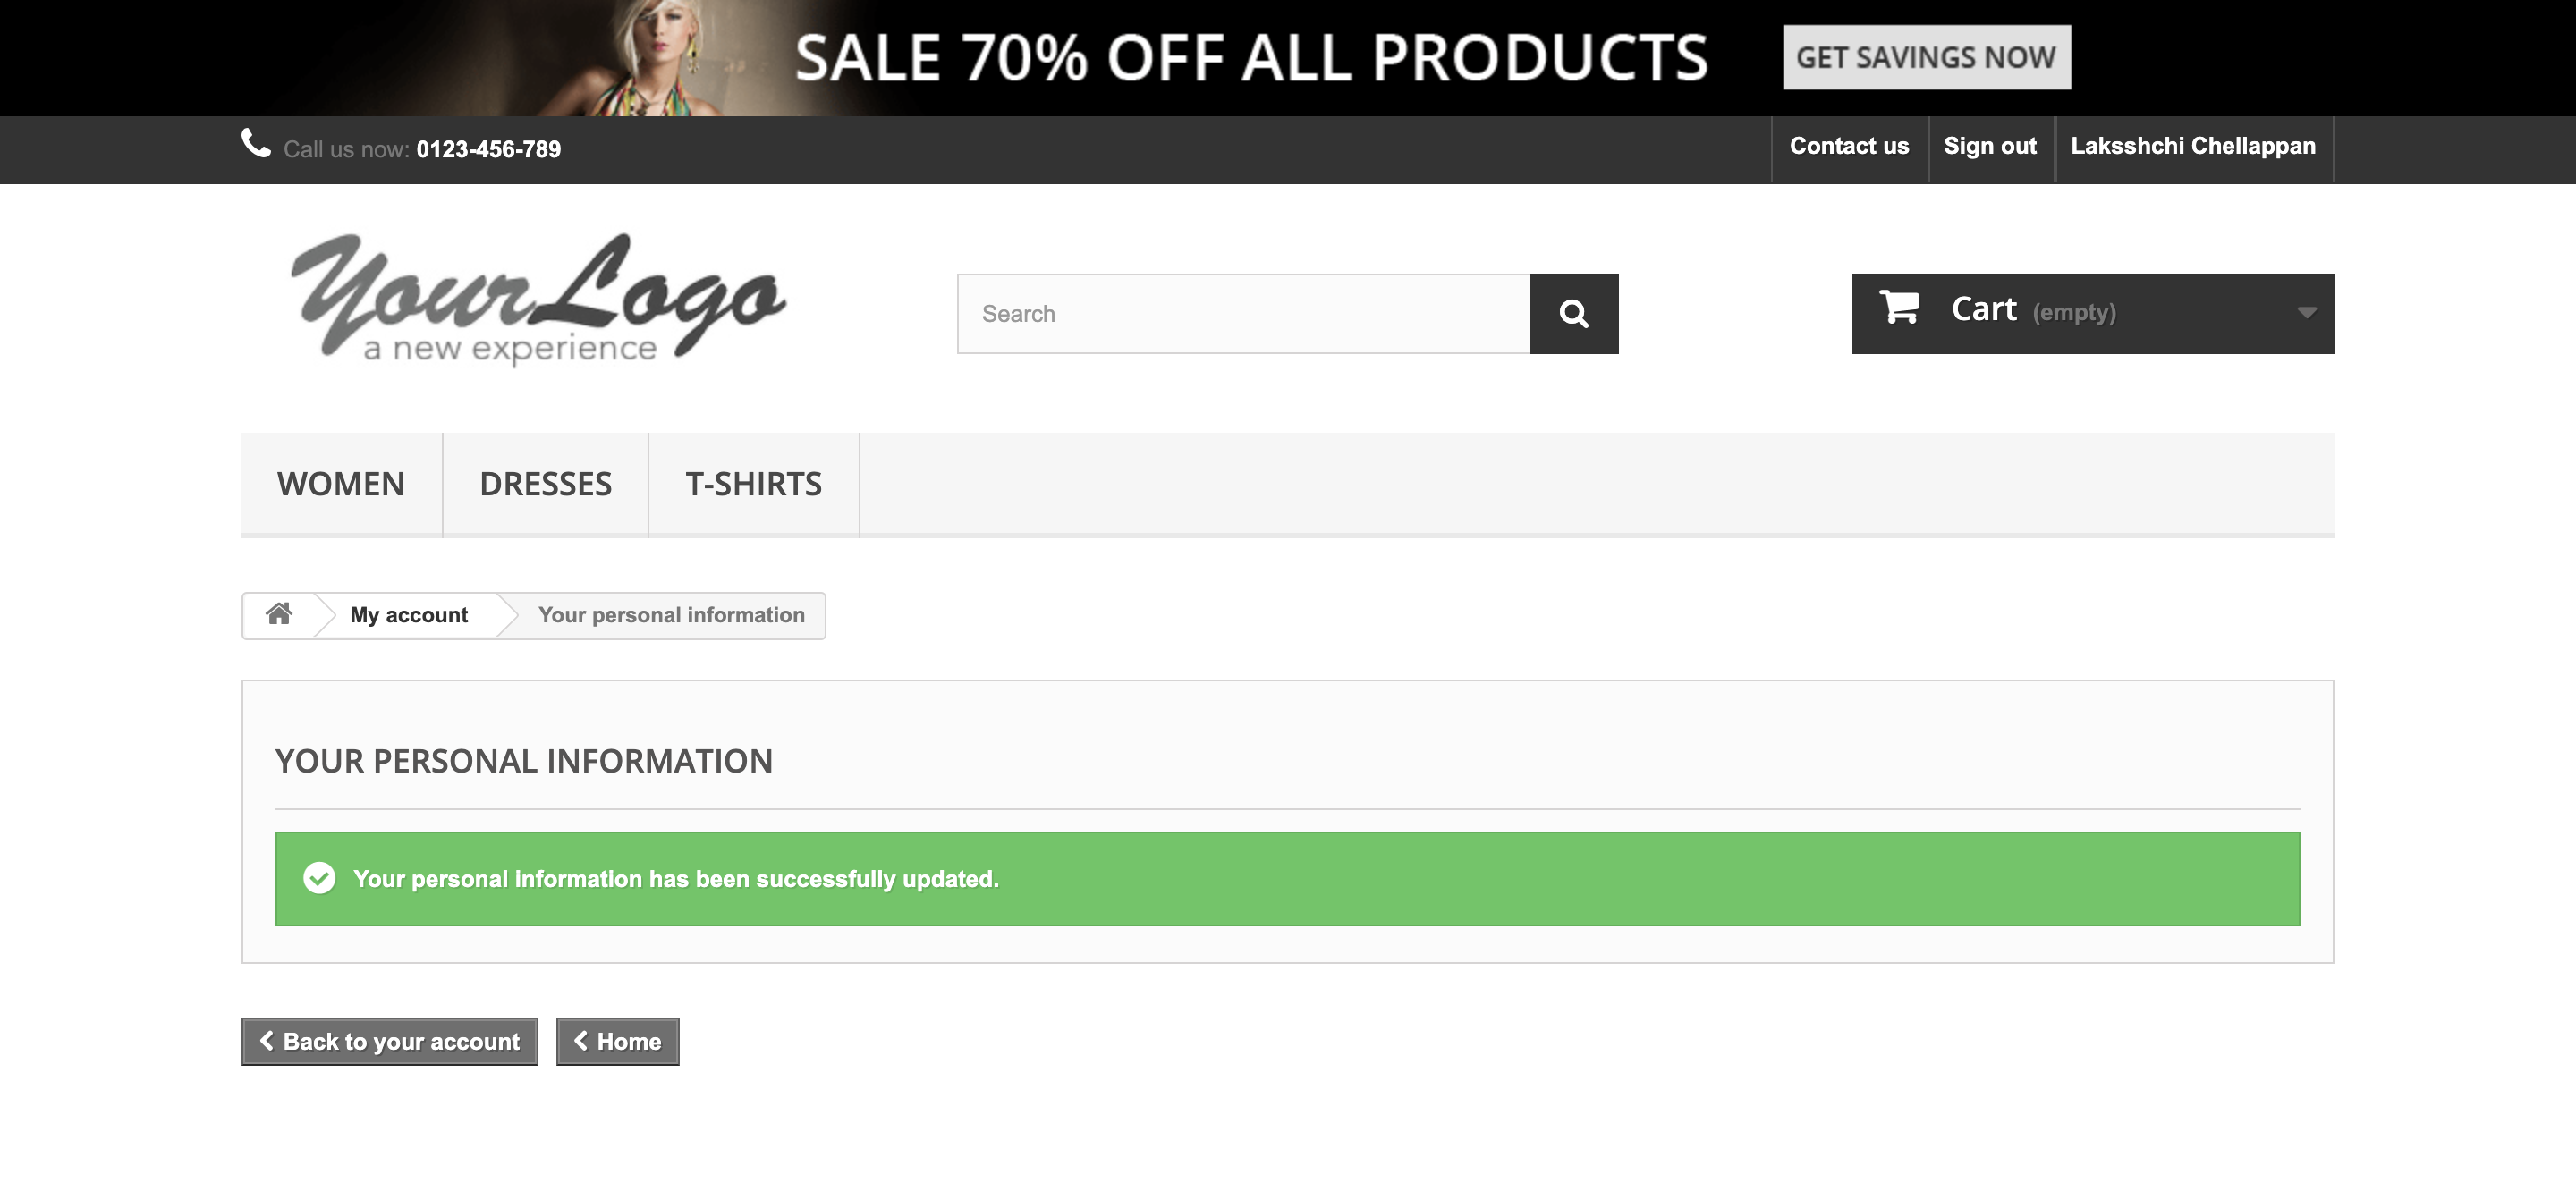 SALE 70% OFF ALL PRODUCTS GET SAVINGS NOW
Call us now: 0123-456-789 Contact us Sign out Laksshchi Chellappan
YourLogo
a new experience
Search
Cart (empty)
WOMEN DRESSES T-SHIRTS
My account Your personal information
YOUR PERSONAL INFORMATION
Your personal information has been successfully updated.
Back to your account Home